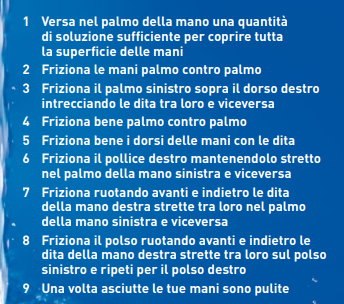 1 Versa nel palmo della mano una quantità
di soluzione sufficiente per coprire tutta
la superficie delle mani
2 Friziona le mani palmo contro palmo
3 Friziona il palmo sinistro sopra il dorso destro
intrecciando le dita tra loro e viceversa
4 Friziona bene palmo contro palmo
5 Friziona bene i dorsi delle mani con le dita
6 Friziona il pollice destro mantenendolo stretto
nel palmo della mano sinistra e viceversa
7 Friziona ruotando avanti e indietro le dita
della mano destra strette tra loro nel palmo
della mano sinistra e viceversa
8 Friziona il polso ruotando avanti e indietro le
dita della mano destra strette tra loro sul polso
sinistro e ripeti per il polso destro
9 Una volta asciutte le tue mani sono pulite